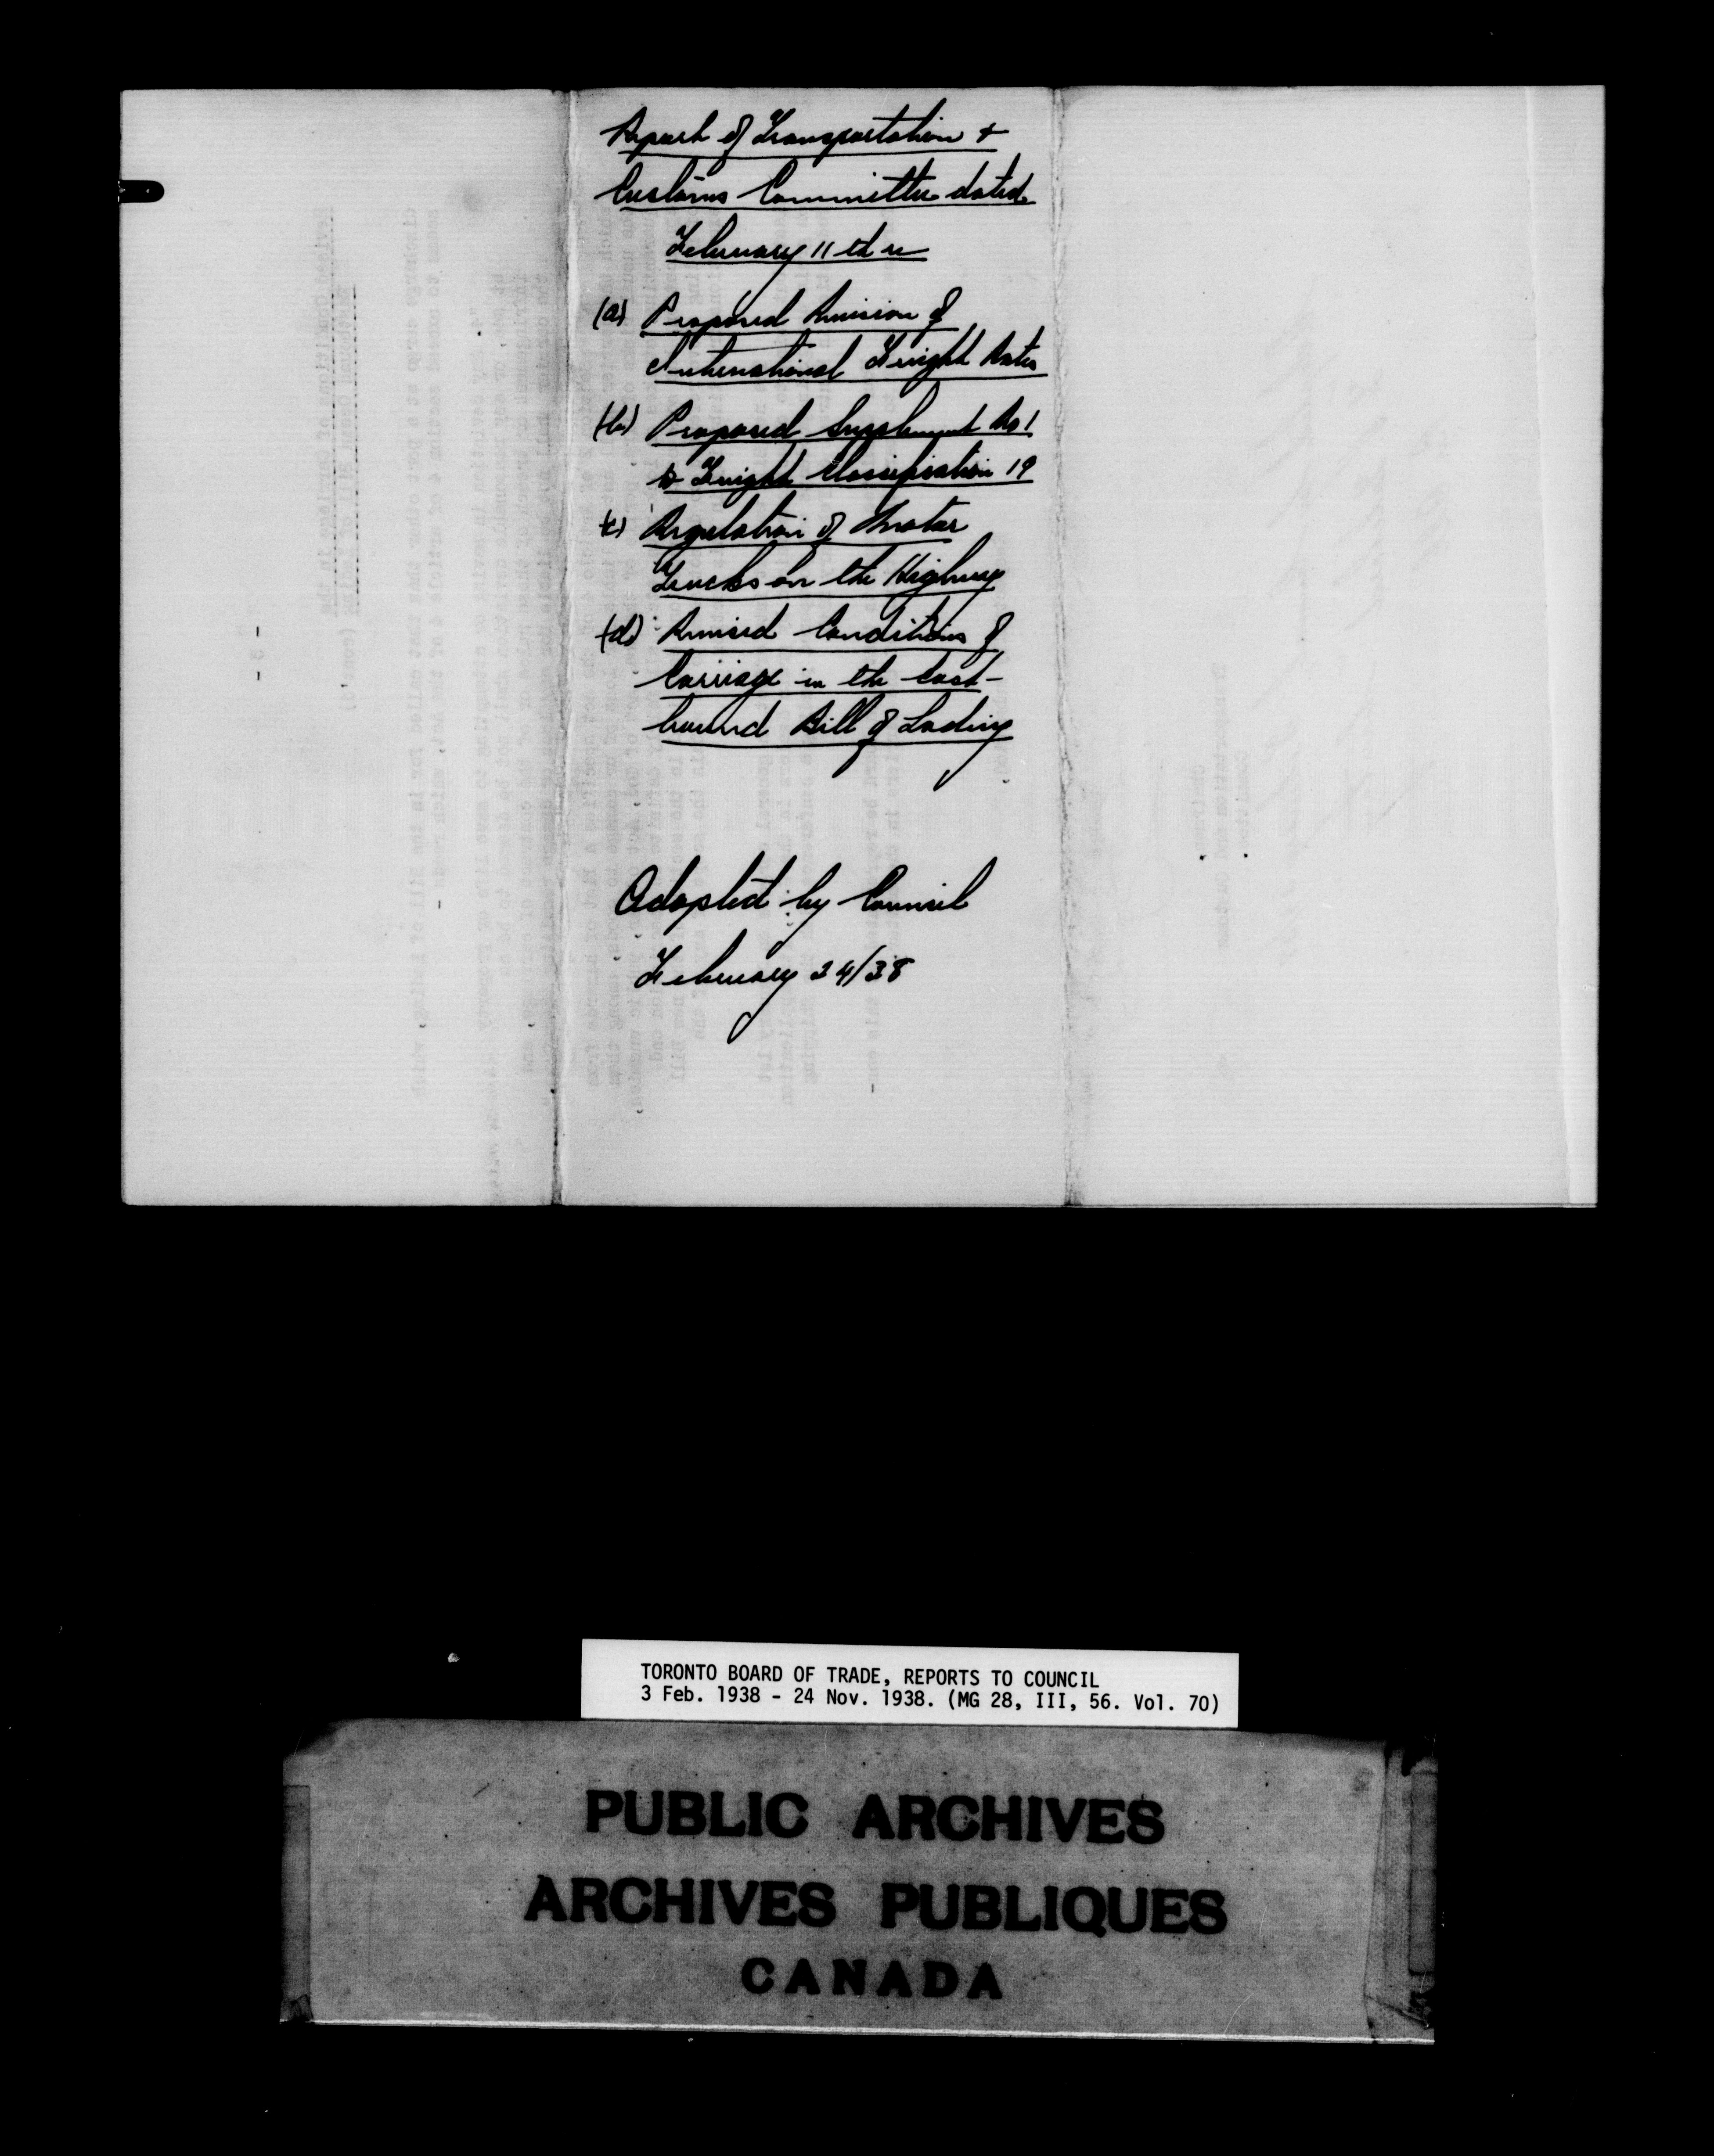 Report of Transportation &
Customs Committee dated
February 11th re
(a) Proposed Revision of
International Freight Rates
(b) Proposed Supplement No 1
to Freight Classification 19
(c) Regulation of Motor
Trucks on the Highway
(d) Revised Conditions of
Carriage in the East-
bound Bill of Lading
Adopted by Council
February 24/38
TORONTO BOARD OF TRADE, REPORTS TO COUNCIL
3 Feb. 1938 - 24 Nov. 1938. (MG 28, III, 56. Vol. 70)
PUBLIC ARCHIVES
ARCHIVES PUBLIQUES
CANADA